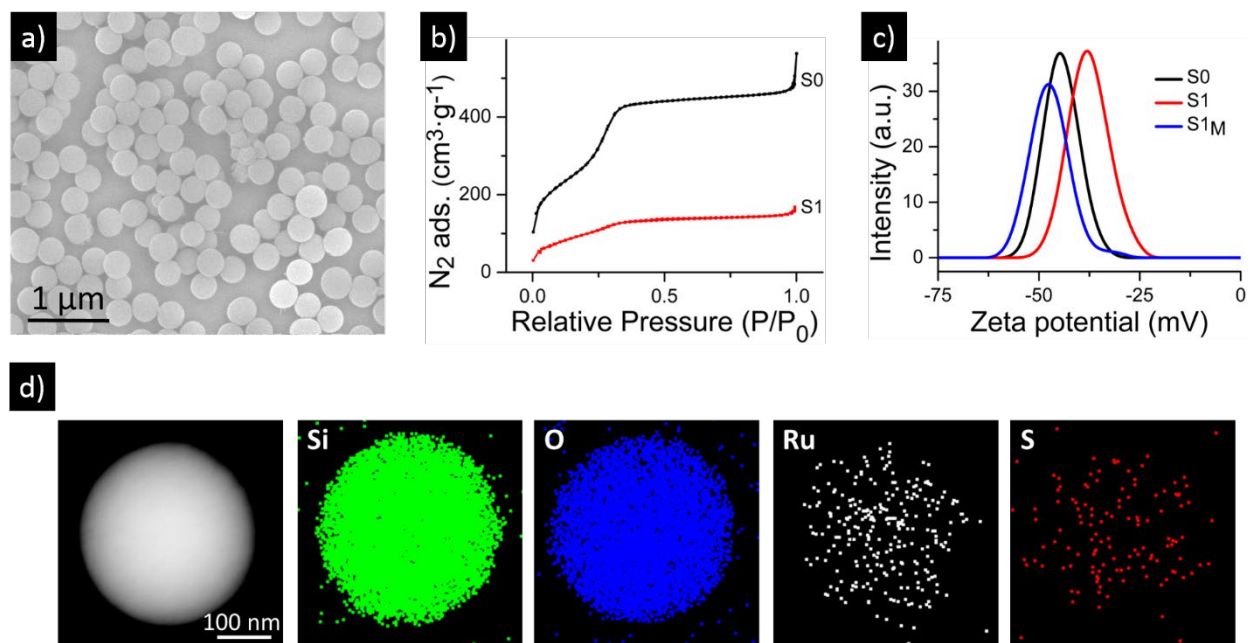 a)
1 μm
b)
N2 ads. (cm3·g-1)
400
200
0
S0
S1
0.0 0.5 1.0
Relative Pressure (P/P0)
c)
Intensity (a.u.)
30
20
10
0
S0
S1
S1M
-75 -50 -25 0
Zeta potential (mV)
d)
100 nm
Si
O
Ru
S